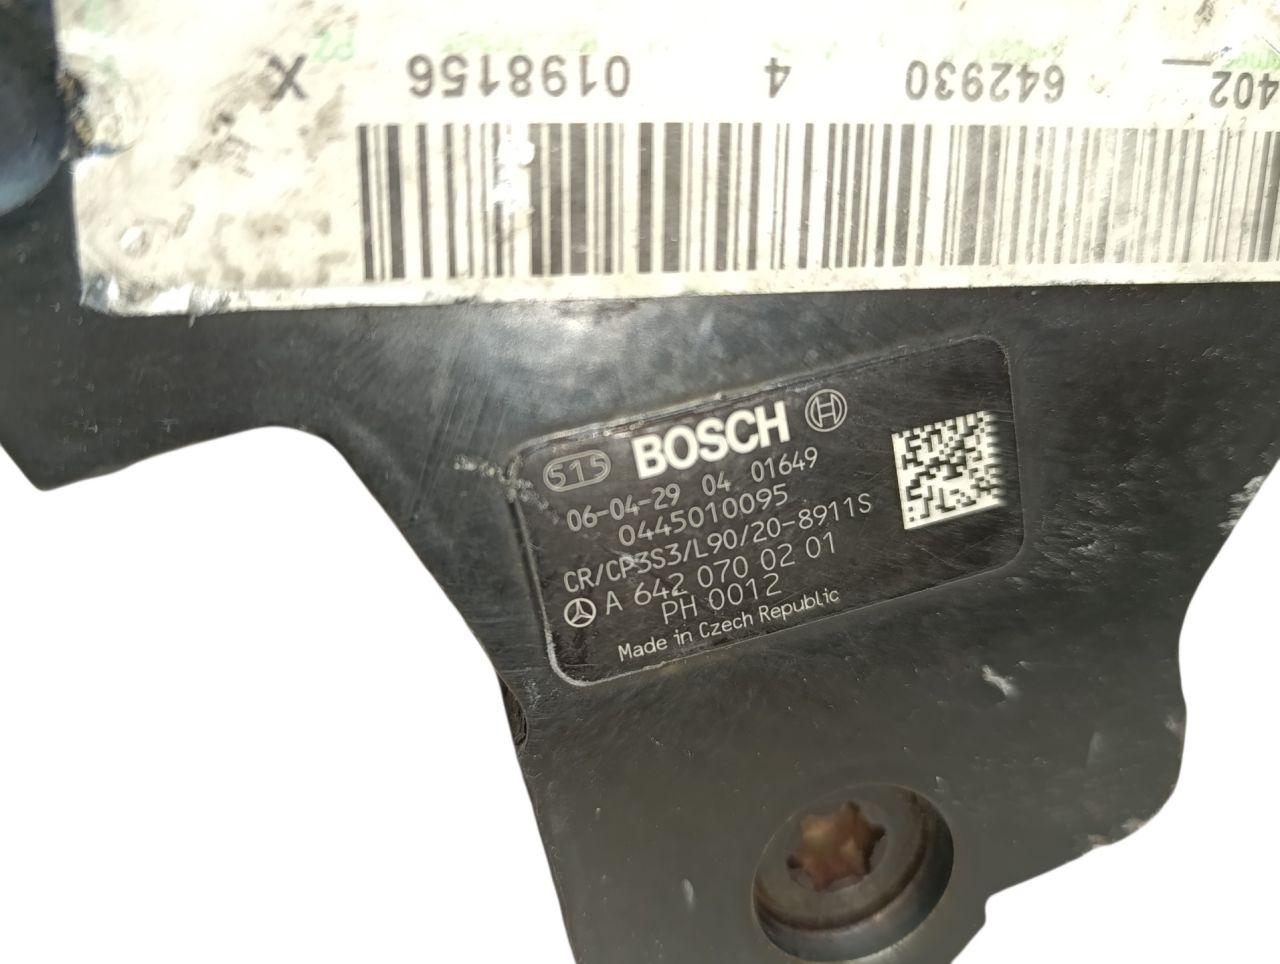 402 — 642930 4 0198156 X
515 BOSCH
06-04-29 04 01649
0445010095
CR/CP3S3/L90/20-8911S
A 642 070 02 01
PH 0012
Made in Czech Republic